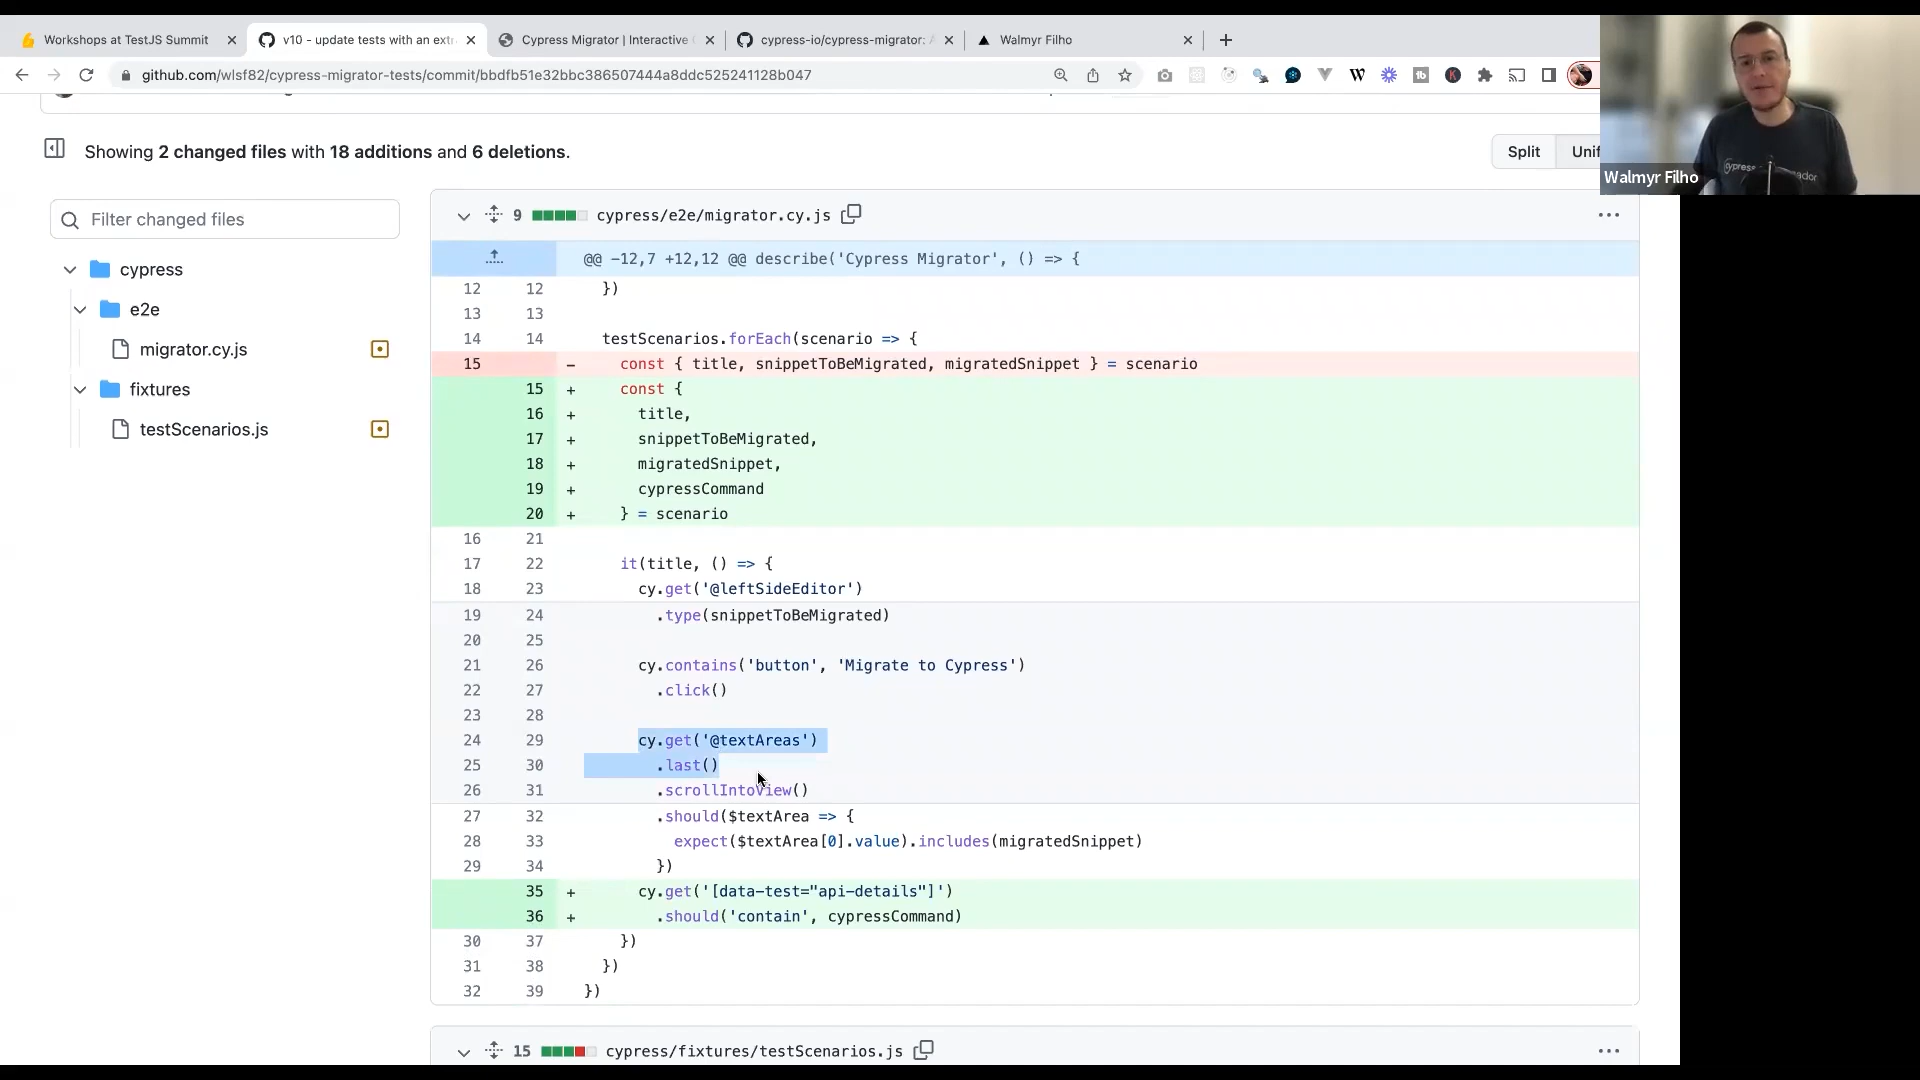 Workshops at TestJS Summit
v10 - update tests with an extr
Cypress Migrator | Interactive
cypress-io/cypress-migrator:
Walmyr Filho
github.com/wlsf82/cypress-migrator-tests/commit/bbdfb51e32bbc386507444a8ddc525241128b047
Walmyr Filho
Showing 2 changed files with 18 additions and 6 deletions.
Split
Unif
Filter changed files
cypress
e2e
migrator.cy.js
fixtures
testScenarios.js
9 cypress/e2e/migrator.cy.js
@@ -12,7 +12,12 @@ describe('Cypress Migrator', () => {
12 12 })
13 13
14 14 testScenarios.forEach(scenario => {
15 - const { title, snippetToBeMigrated, migratedSnippet } = scenario
15 + const {
16 + title,
17 + snippetToBeMigrated,
18 + migratedSnippet,
19 + cypressCommand
20 + } = scenario
16 21
17 22 it(title, () => {
18 23 cy.get('@leftSideEditor')
19 24 .type(snippetToBeMigrated)
20 25
21 26 cy.contains('button', 'Migrate to Cypress')
22 27 .click()
23 28
24 29 cy.get('@textAreas')
25 30 .last()
26 31 .scrollIntoView()
27 32 .should($textArea => {
28 33 expect($textArea[0].value).includes(migratedSnippet)
29 34 })
35 + cy.get('[data-test="api-details"]')
36 + .should('contain', cypressCommand)
30 37 })
31 38 })
32 39 })
15 cypress/fixtures/testScenarios.js